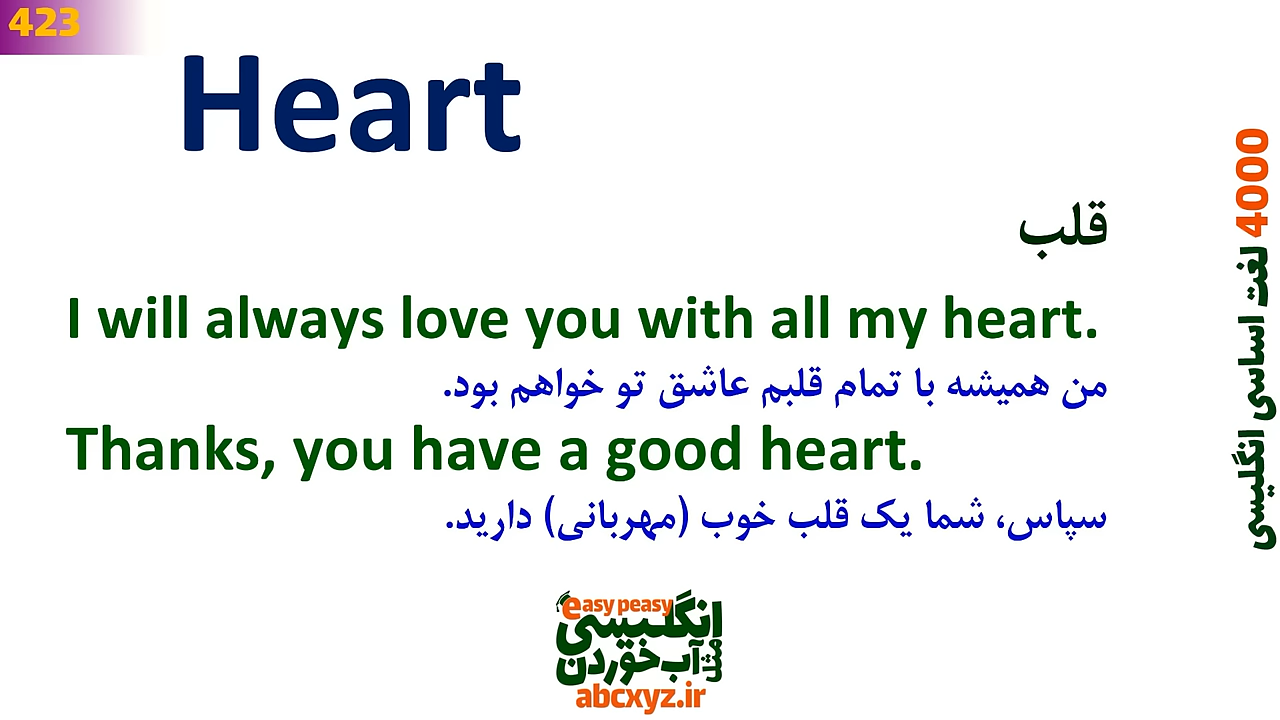 423
Heart
قلب
I will always love you with all my heart.
من همیشه با تمام قلبم عاشق تو خواهم بود.
Thanks, you have a good heart.
سپاس، شما یک قلب خوب (مهربانی) دارید.
4000 لغت اساسی انگلیسی
easy peasy
انگلیسی
مثل آب خوردن
abcxyz.ir